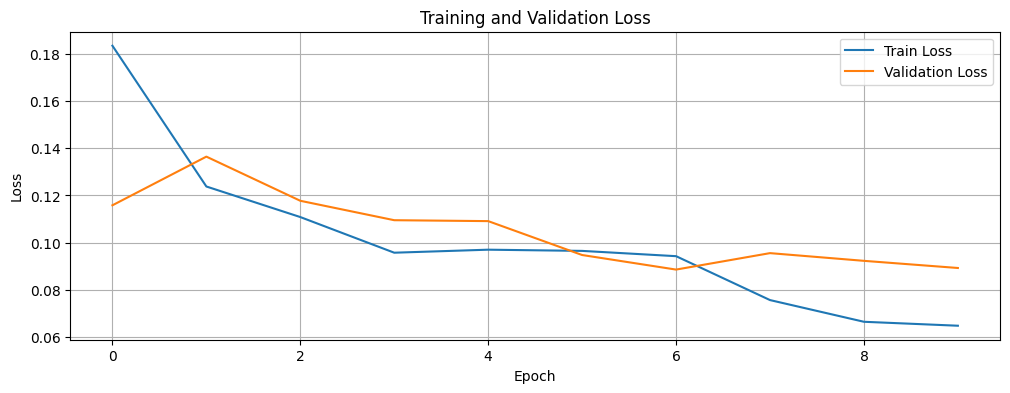 Training and Validation Loss
Train Loss
Validation Loss
Loss
0.18
0.16
0.14
0.12
0.10
0.08
0.06
0 2 4 6 8
Epoch